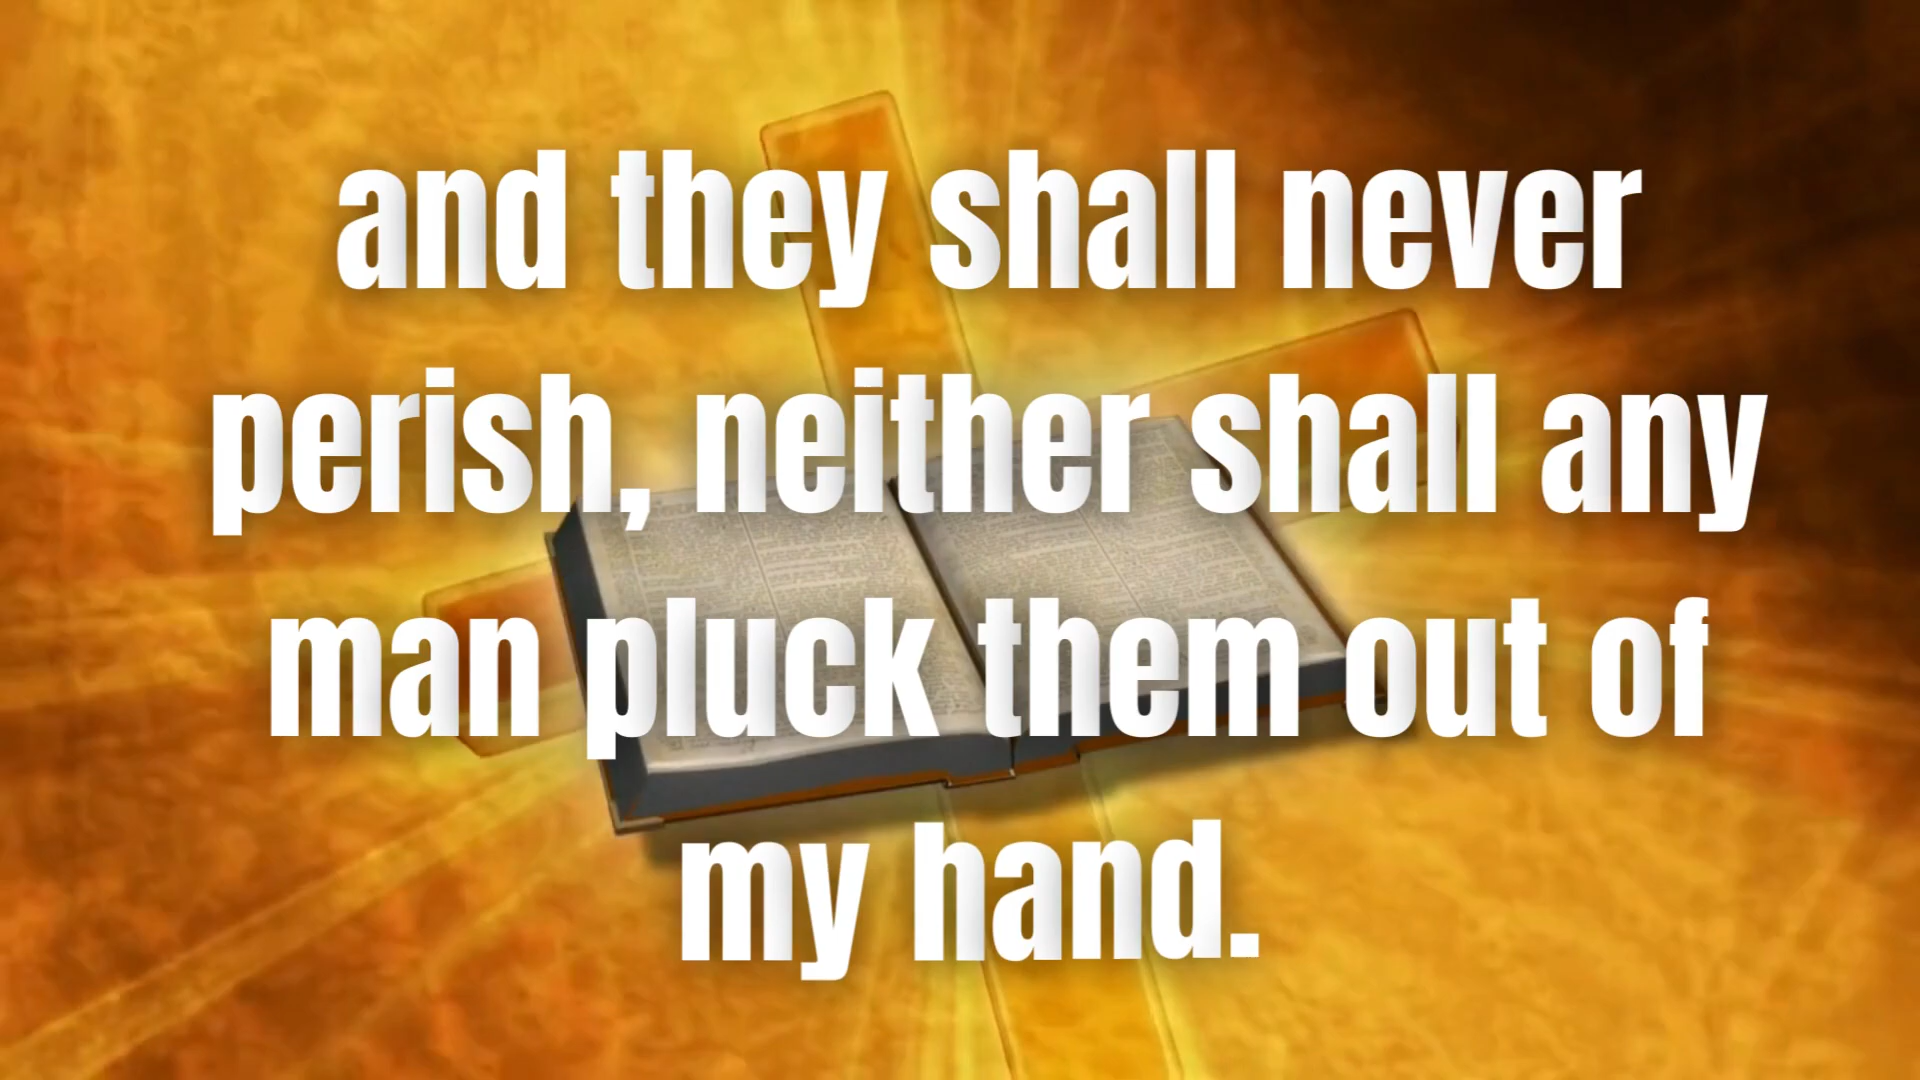 and they shall never
perish, neither shall any
man pluck them out of
my hand.